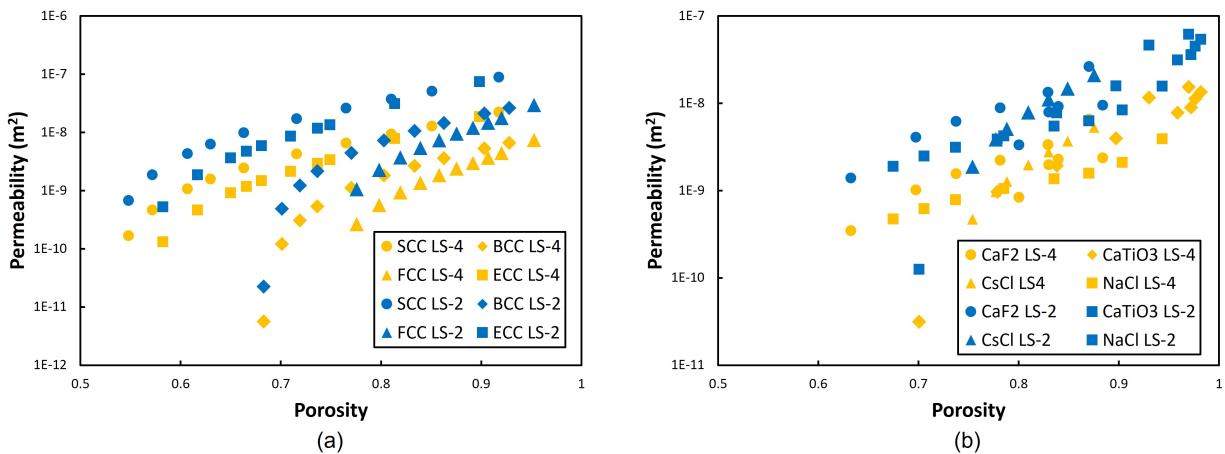 1E-6
1E-7
1E-8
1E-9
1E-10
1E-11
1E-12
Permeability (m²)
0.5 0.6 0.7 0.8 0.9 1
Porosity
SCC LS-4 BCC LS-4
FCC LS-4 ECC LS-4
SCC LS-2 BCC LS-2
FCC LS-2 ECC LS-2
(a)
1E-7
1E-8
1E-9
1E-10
1E-11
Permeability (m²)
0.5 0.6 0.7 0.8 0.9 1
Porosity
CaF2 LS-4 CaTiO3 LS-4
CsCl LS4 NaCl LS-4
CaF2 LS-2 CaTiO3 LS-2
CsCl LS-2 NaCl LS-2
(b)